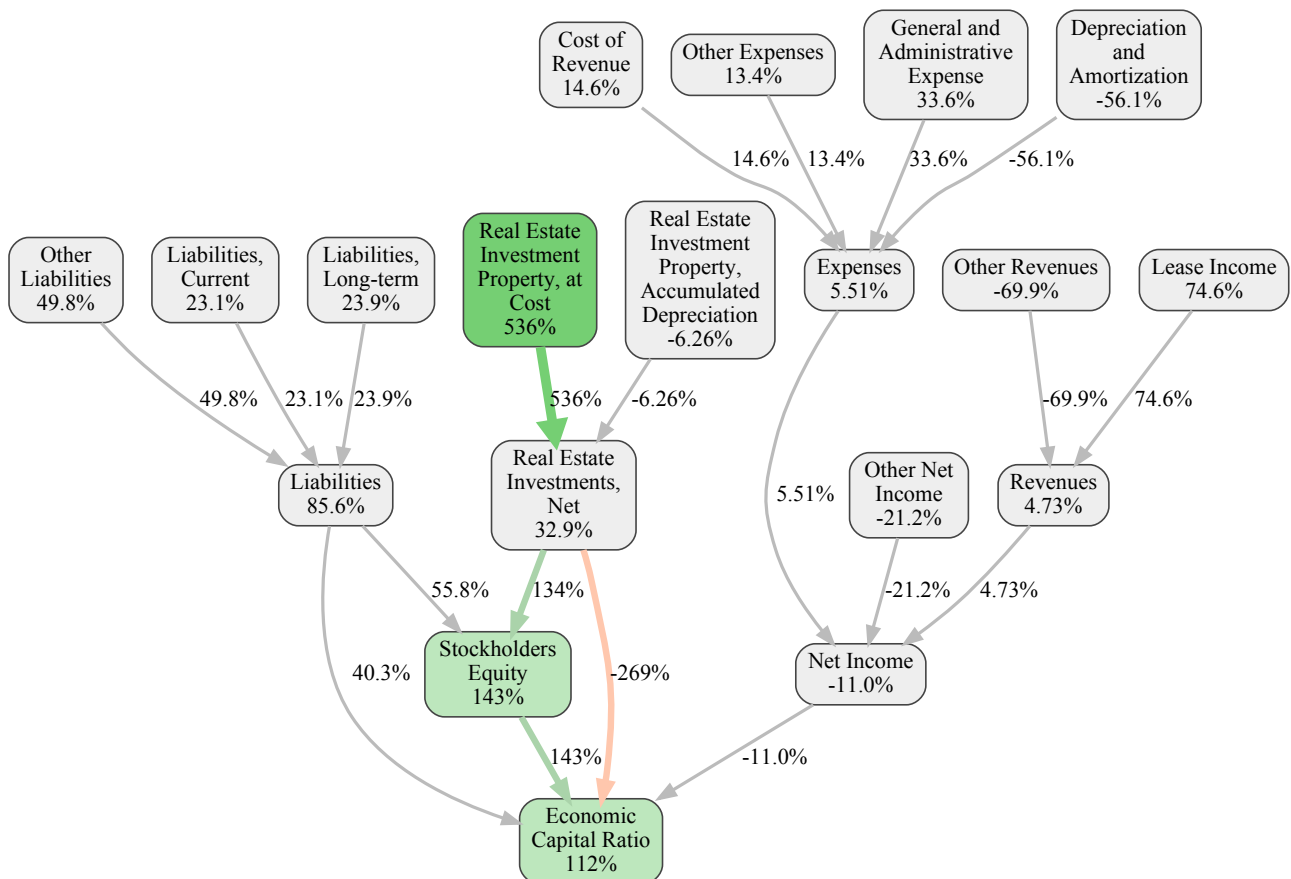 Cost of
Revenue
14.6%
Other Expenses
13.4%
General and
Administrative
Expense
33.6%
Depreciation
and
Amortization
-56.1%
14.6%
13.4%
33.6%
-56.1%
Other
Liabilities
49.8%
Liabilities,
Current
23.1%
Liabilities,
Long-term
23.9%
Real Estate
Investment
Property, at
Cost
536%
Real Estate
Investment
Property,
Accumulated
Depreciation
-6.26%
Expenses
5.51%
Other Revenues
-69.9%
Lease Income
74.6%
49.8%
23.1%
23.9%
536%
-6.26%
-69.9%
74.6%
Liabilities
85.6%
Real Estate
Investments,
Net
32.9%
5.51%
Other Net
Income
-21.2%
Revenues
4.73%
55.8%
134%
-21.2%
4.73%
40.3%
Stockholders
Equity
143%
-269%
Net Income
-11.0%
143%
-11.0%
Economic
Capital Ratio
112%